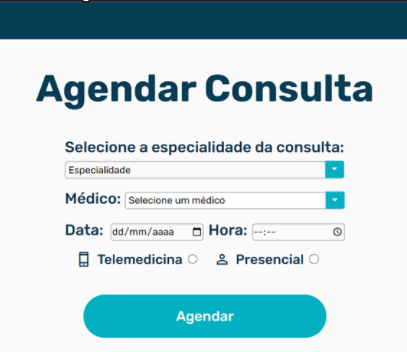 Agendar Consulta
Selecione a especialidade da consulta:
Especialidade
Médico: Selecione um médico
Data: dd/mm/aaaa Hora: --:--
Telemedicina Presencial
Agendar